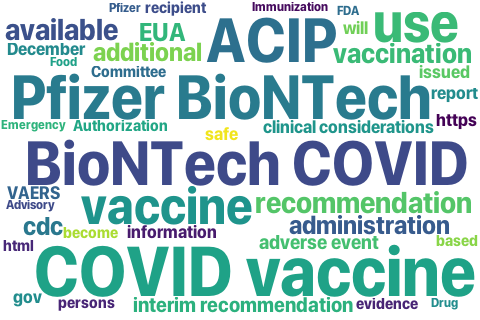 Pfizer recipient Immunization FDA
available EUA ACIP will use
December additional vaccination
Food Committee issued
Pfizer BioNTech report
Emergency Authorization safe clinical considerations https
BioNTech COVID
VAERS vaccine recommendation
Advisory cdc become information administration
html adverse event based
COVID vaccine
gov persons interim recommendation evidence Drug